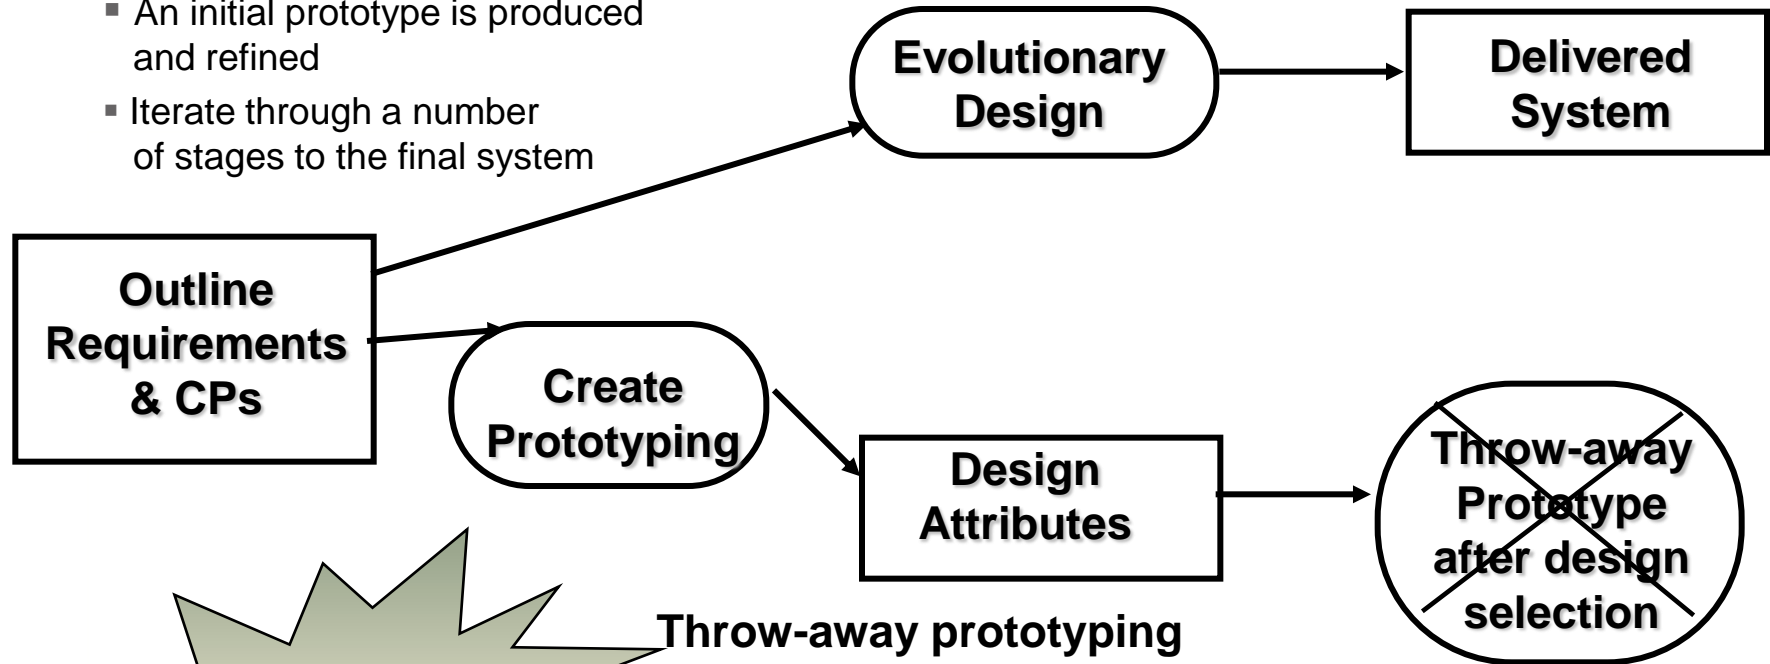 An initial prototype is produced
and refined
Iterate through a number
of stages to the final system
Evolutionary
Design
Delivered
System
Outline
Requirements
& CPs
Create
Prototyping
Design
Attributes
Throw-away
Prototype
after design
selection
Throw-away prototyping